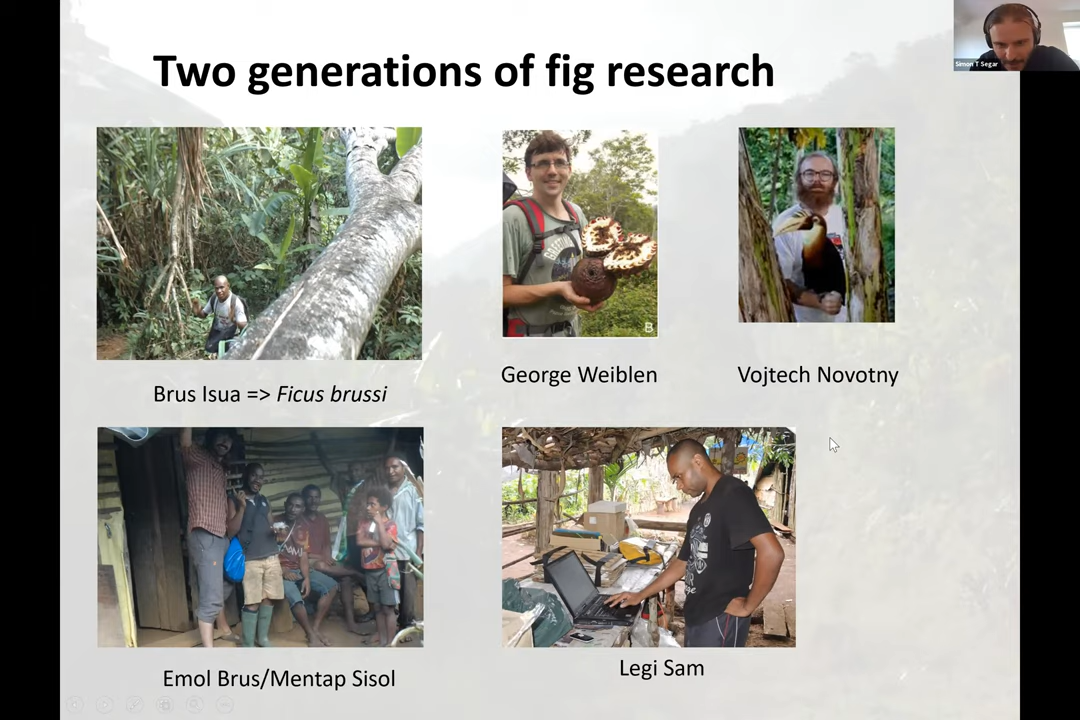 Two generations of fig research
Simon T Segar
B
Brus Isua => Ficus brussi
George Weiblen
Vojtech Novotny
Emol Brus/Mentap Sisol
Legi Sam